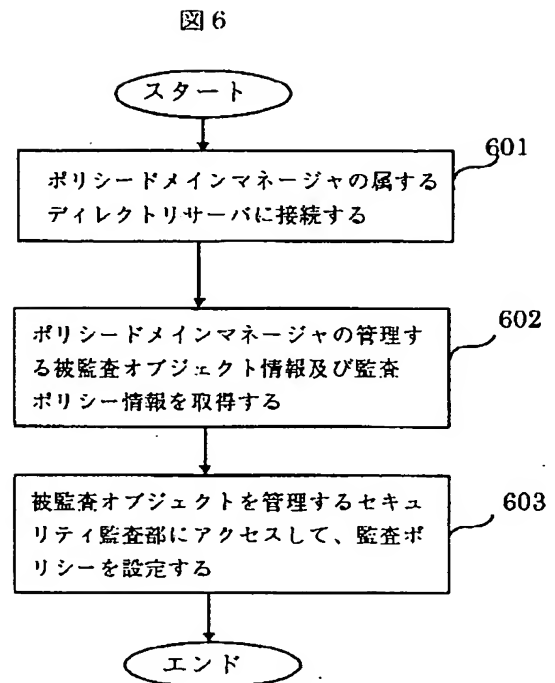 図6
スタート
601
ポリシードメインマネージャの属する
ディレクトリサーバに接続する
602
ポリシードメインマネージャの管理す
る被監査オブジェクト情報及び監査
ポリシー情報を取得する
603
被監査オブジェクトを管理するセキュ
リティ監査部にアクセスして、監査ポ
リシーを設定する
エンド